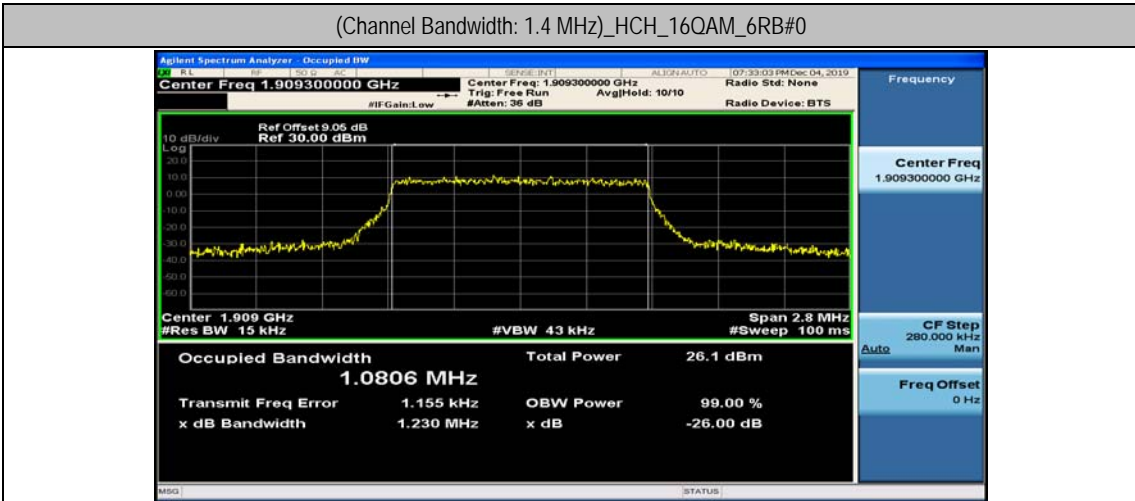 (Channel Bandwidth: 1.4 MHz)_HCH_16QAM_6RB#0
Agilent Spectrum Analyzer - Occupied BW
RL RF 50 Ω AC SENSE:INT ALIGN AUTO 07:33:03 PM Dec 04, 2019
Center Freq 1.909300000 GHz
Center Freq: 1.909300000 GHz
Radio Std: None
Trig: Free Run Avg|Hold: 10/10
#IFGain:Low #Atten: 36 dB Radio Device: BTS
Ref Offset 9.05 dB
10 dB/div Ref 30.00 dBm
Log
20.0
10.0
0.00
-10.0
-20.0
-30.0
-40.0
-50.0
-60.0
Center 1.909 GHz Span 2.8 MHz
#Res BW 15 kHz #VBW 43 kHz #Sweep 100 ms
Occupied Bandwidth Total Power 26.1 dBm
1.0806 MHz
Transmit Freq Error 1.155 kHz OBW Power 99.00 %
x dB Bandwidth 1.230 MHz x dB -26.00 dB
Frequency
Center Freq
1.909300000 GHz
CF Step
280.000 kHz
Auto Man
Freq Offset
0 Hz
MSG STATUS